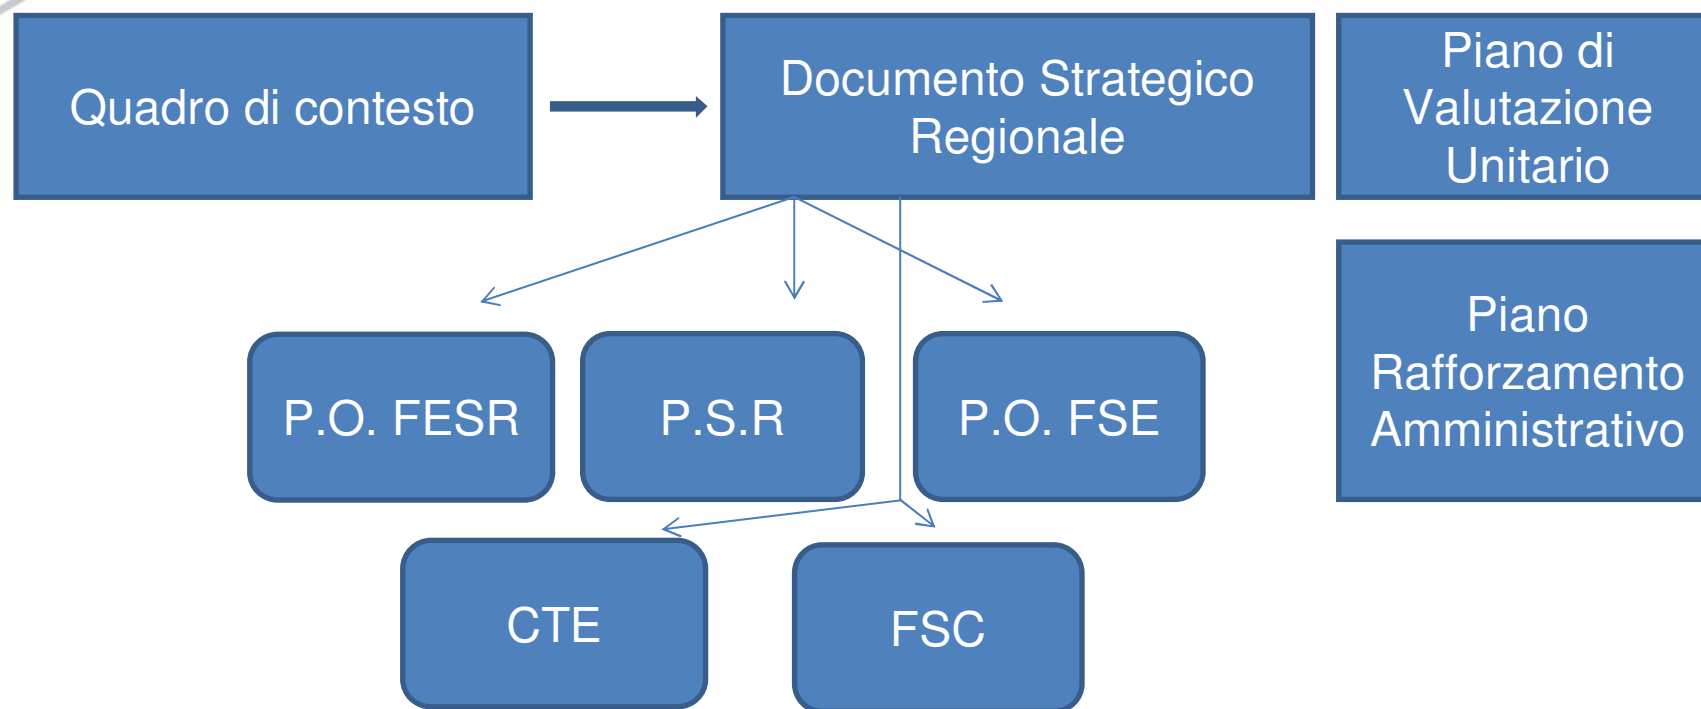 Quadro di contesto
Documento Strategico
Regionale
Piano di
Valutazione
Unitario
Piano
Rafforzamento
Amministrativo
P.O. FESR
P.S.R
P.O. FSE
CTE
FSC